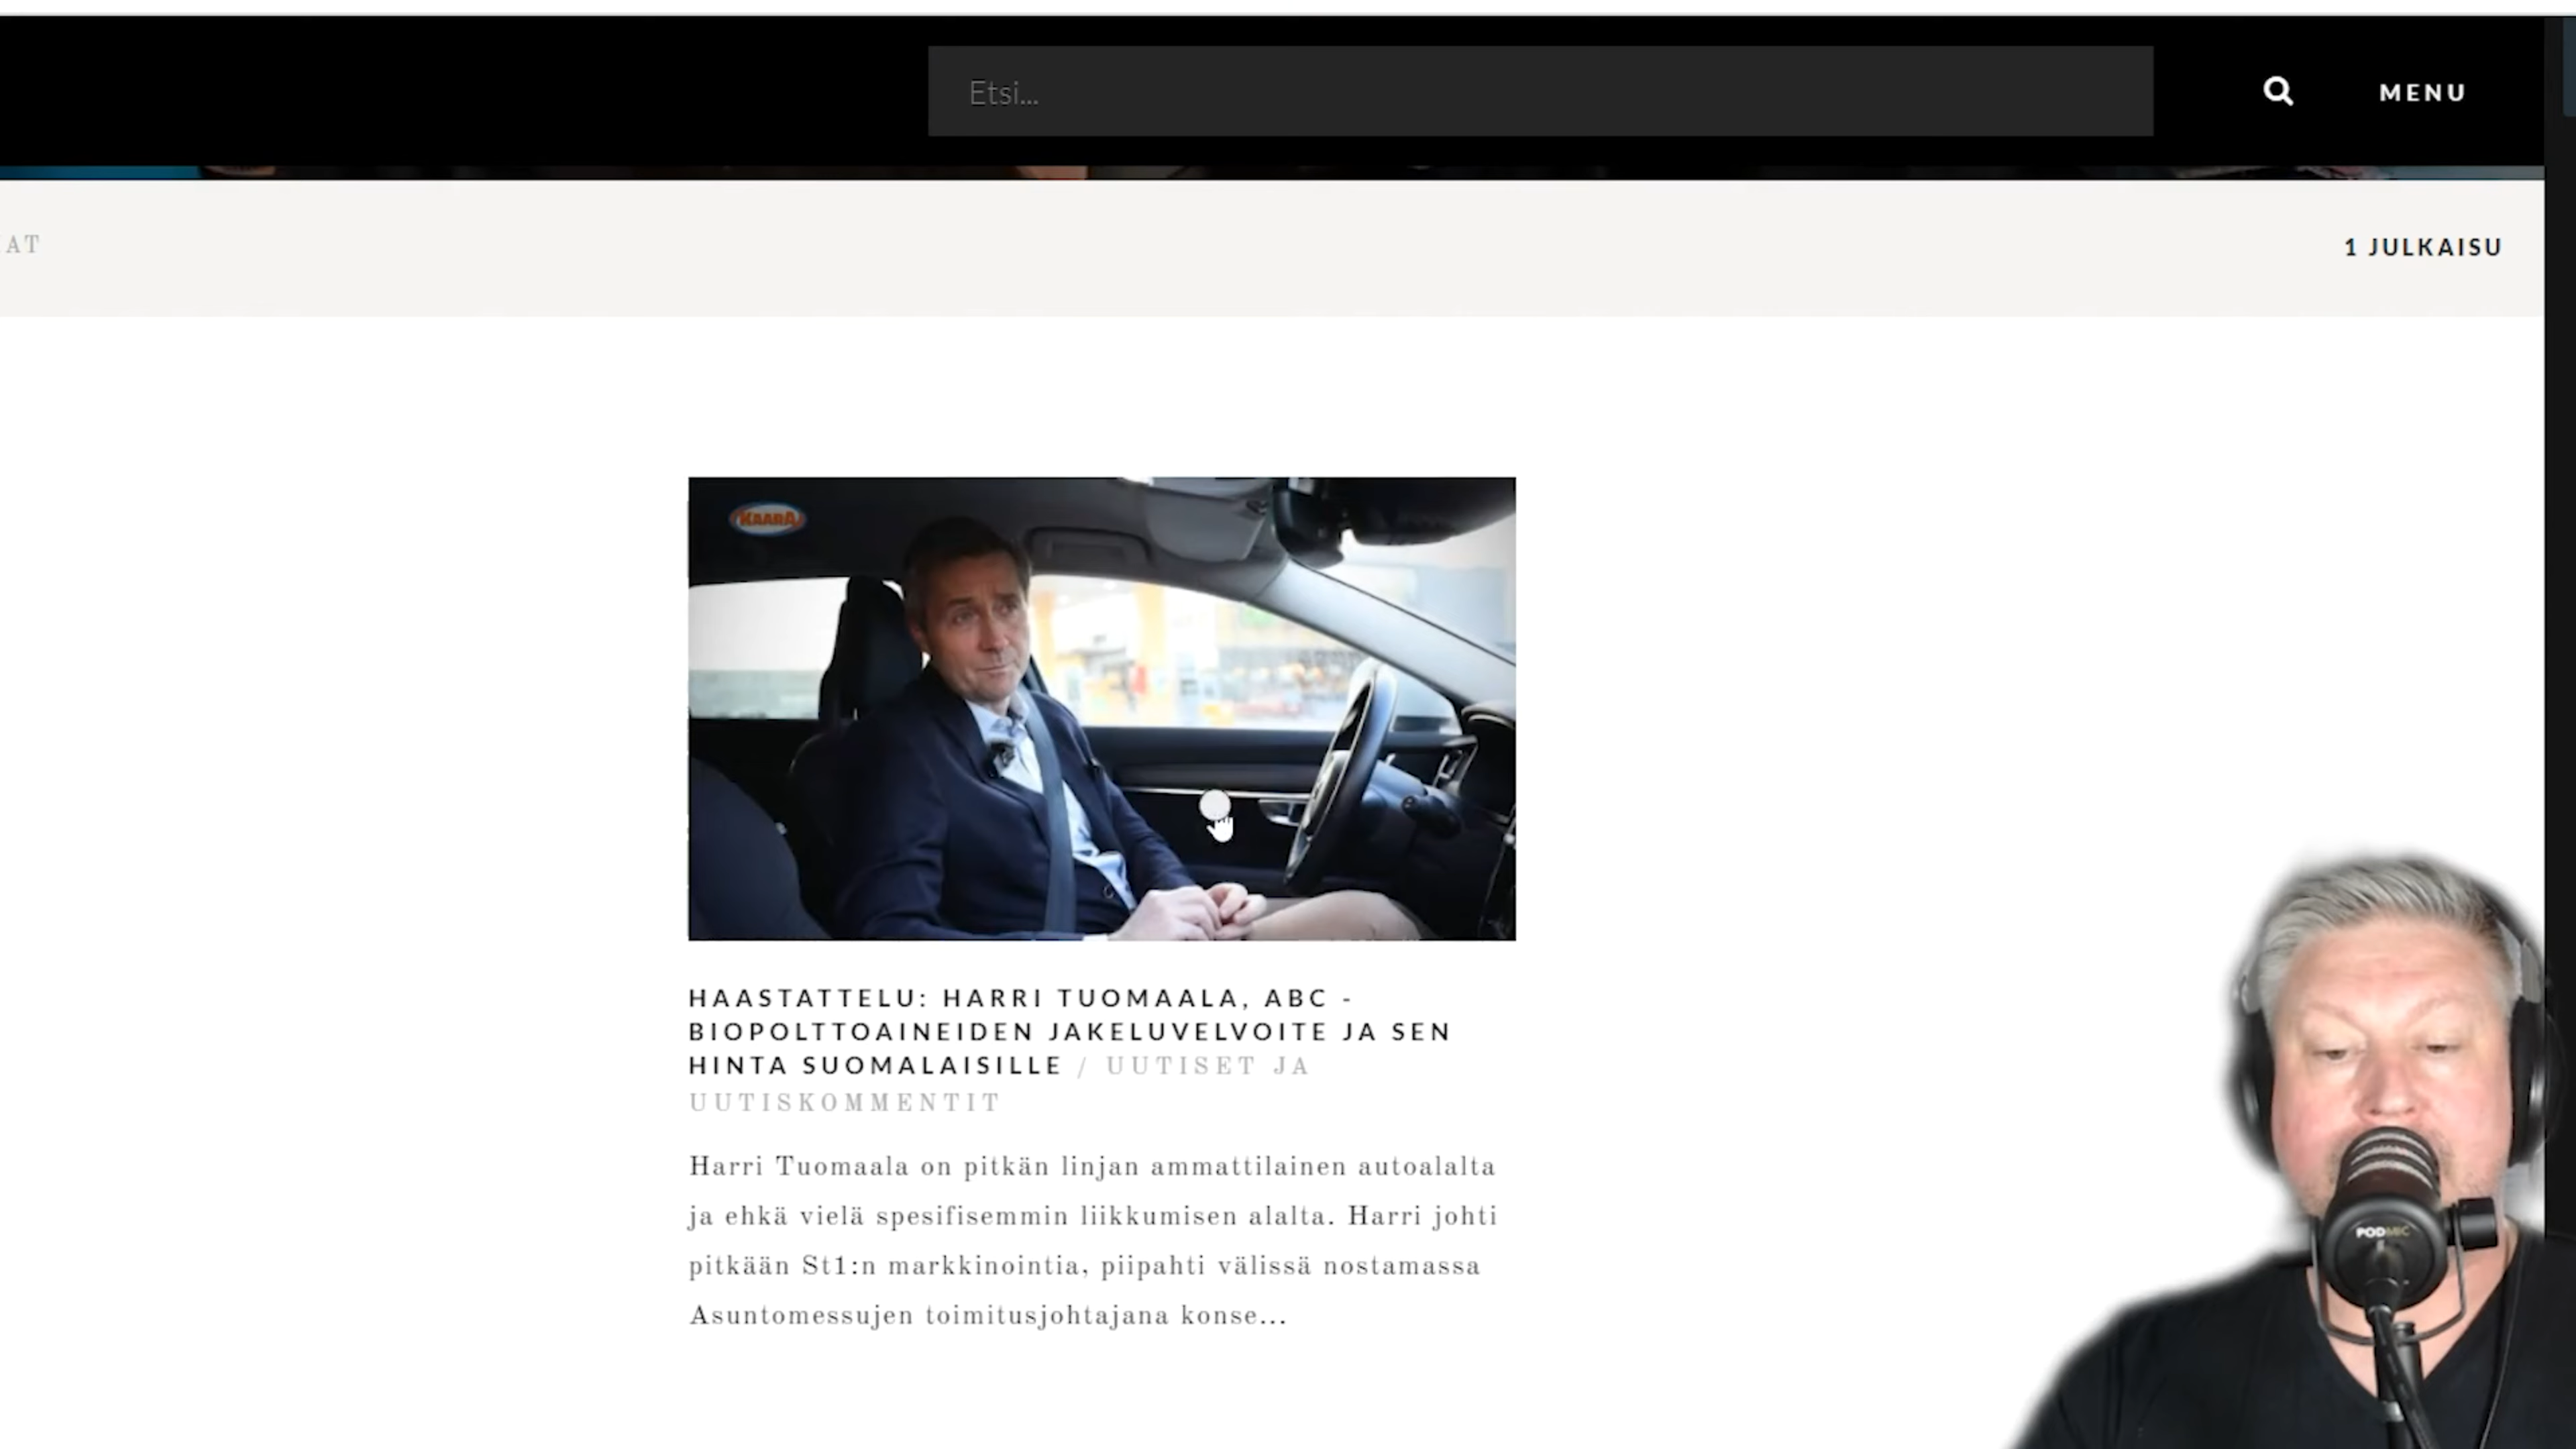 Etsi...
MENU
AT
1 JULKAISU
KAARA
HAASTATTELU: HARRI TUOMAALA, ABC -
BIOPOLTTOAINEIDEN JAKELUVELVOITE JA SEN
HINTA SUOMALAISILLE / UUTISET JA
UUTISKOMMENTIT
Harri Tuomaala on pitkän linjan ammattilainen autoalalta
ja ehkä vielä spesifisemmin liikkumisen alalta. Harri johti
pitkään St1:n markkinointia, piipahti välissä nostamassa
Asuntomessujen toimitusjohtajana konse...
PODMIC